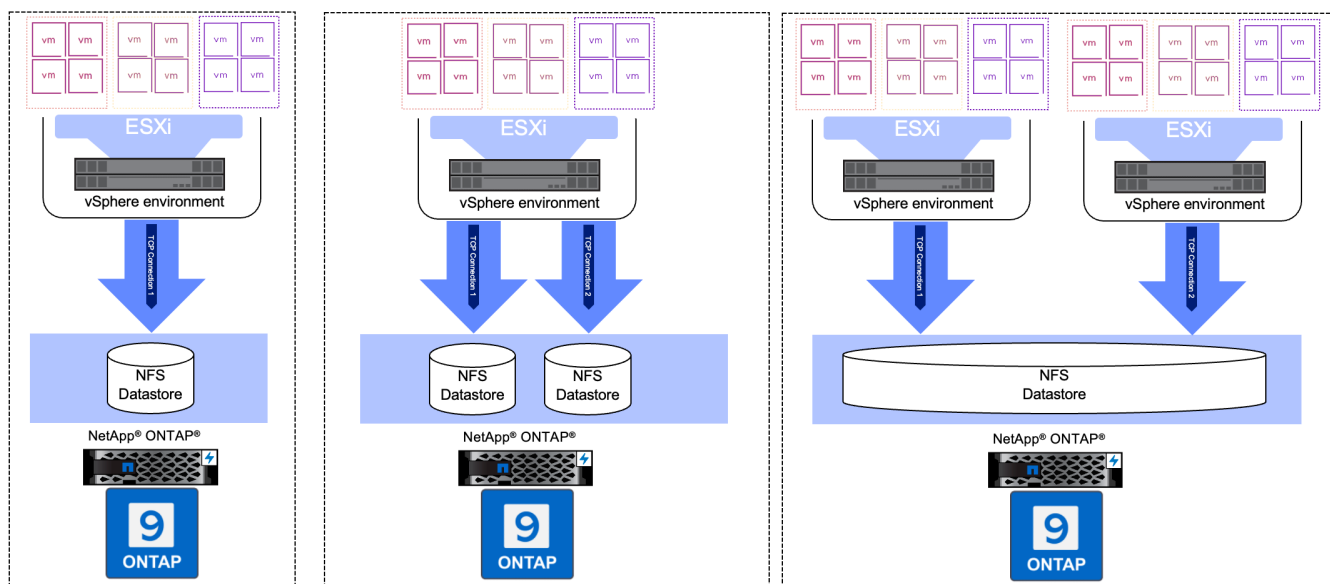 vm vm vm vm vm vm
vm vm vm vm vm vm
ESXi
vSphere environment
TCP Connection 1
NFS
Datastore
NetApp® ONTAP®
9
ONTAP
vm vm vm vm vm vm
vm vm vm vm vm vm
ESXi
vSphere environment
TCP Connection 1
TCP Connection 2
NFS
Datastore
NFS
Datastore
NetApp® ONTAP®
9
ONTAP
vm vm vm vm vm vm
vm vm vm vm vm vm
ESXi
vSphere environment
TCP Connection 1
vm vm vm vm vm vm
vm vm vm vm vm vm
ESXi
vSphere environment
TCP Connection 2
NFS
Datastore
NetApp® ONTAP®
9
ONTAP